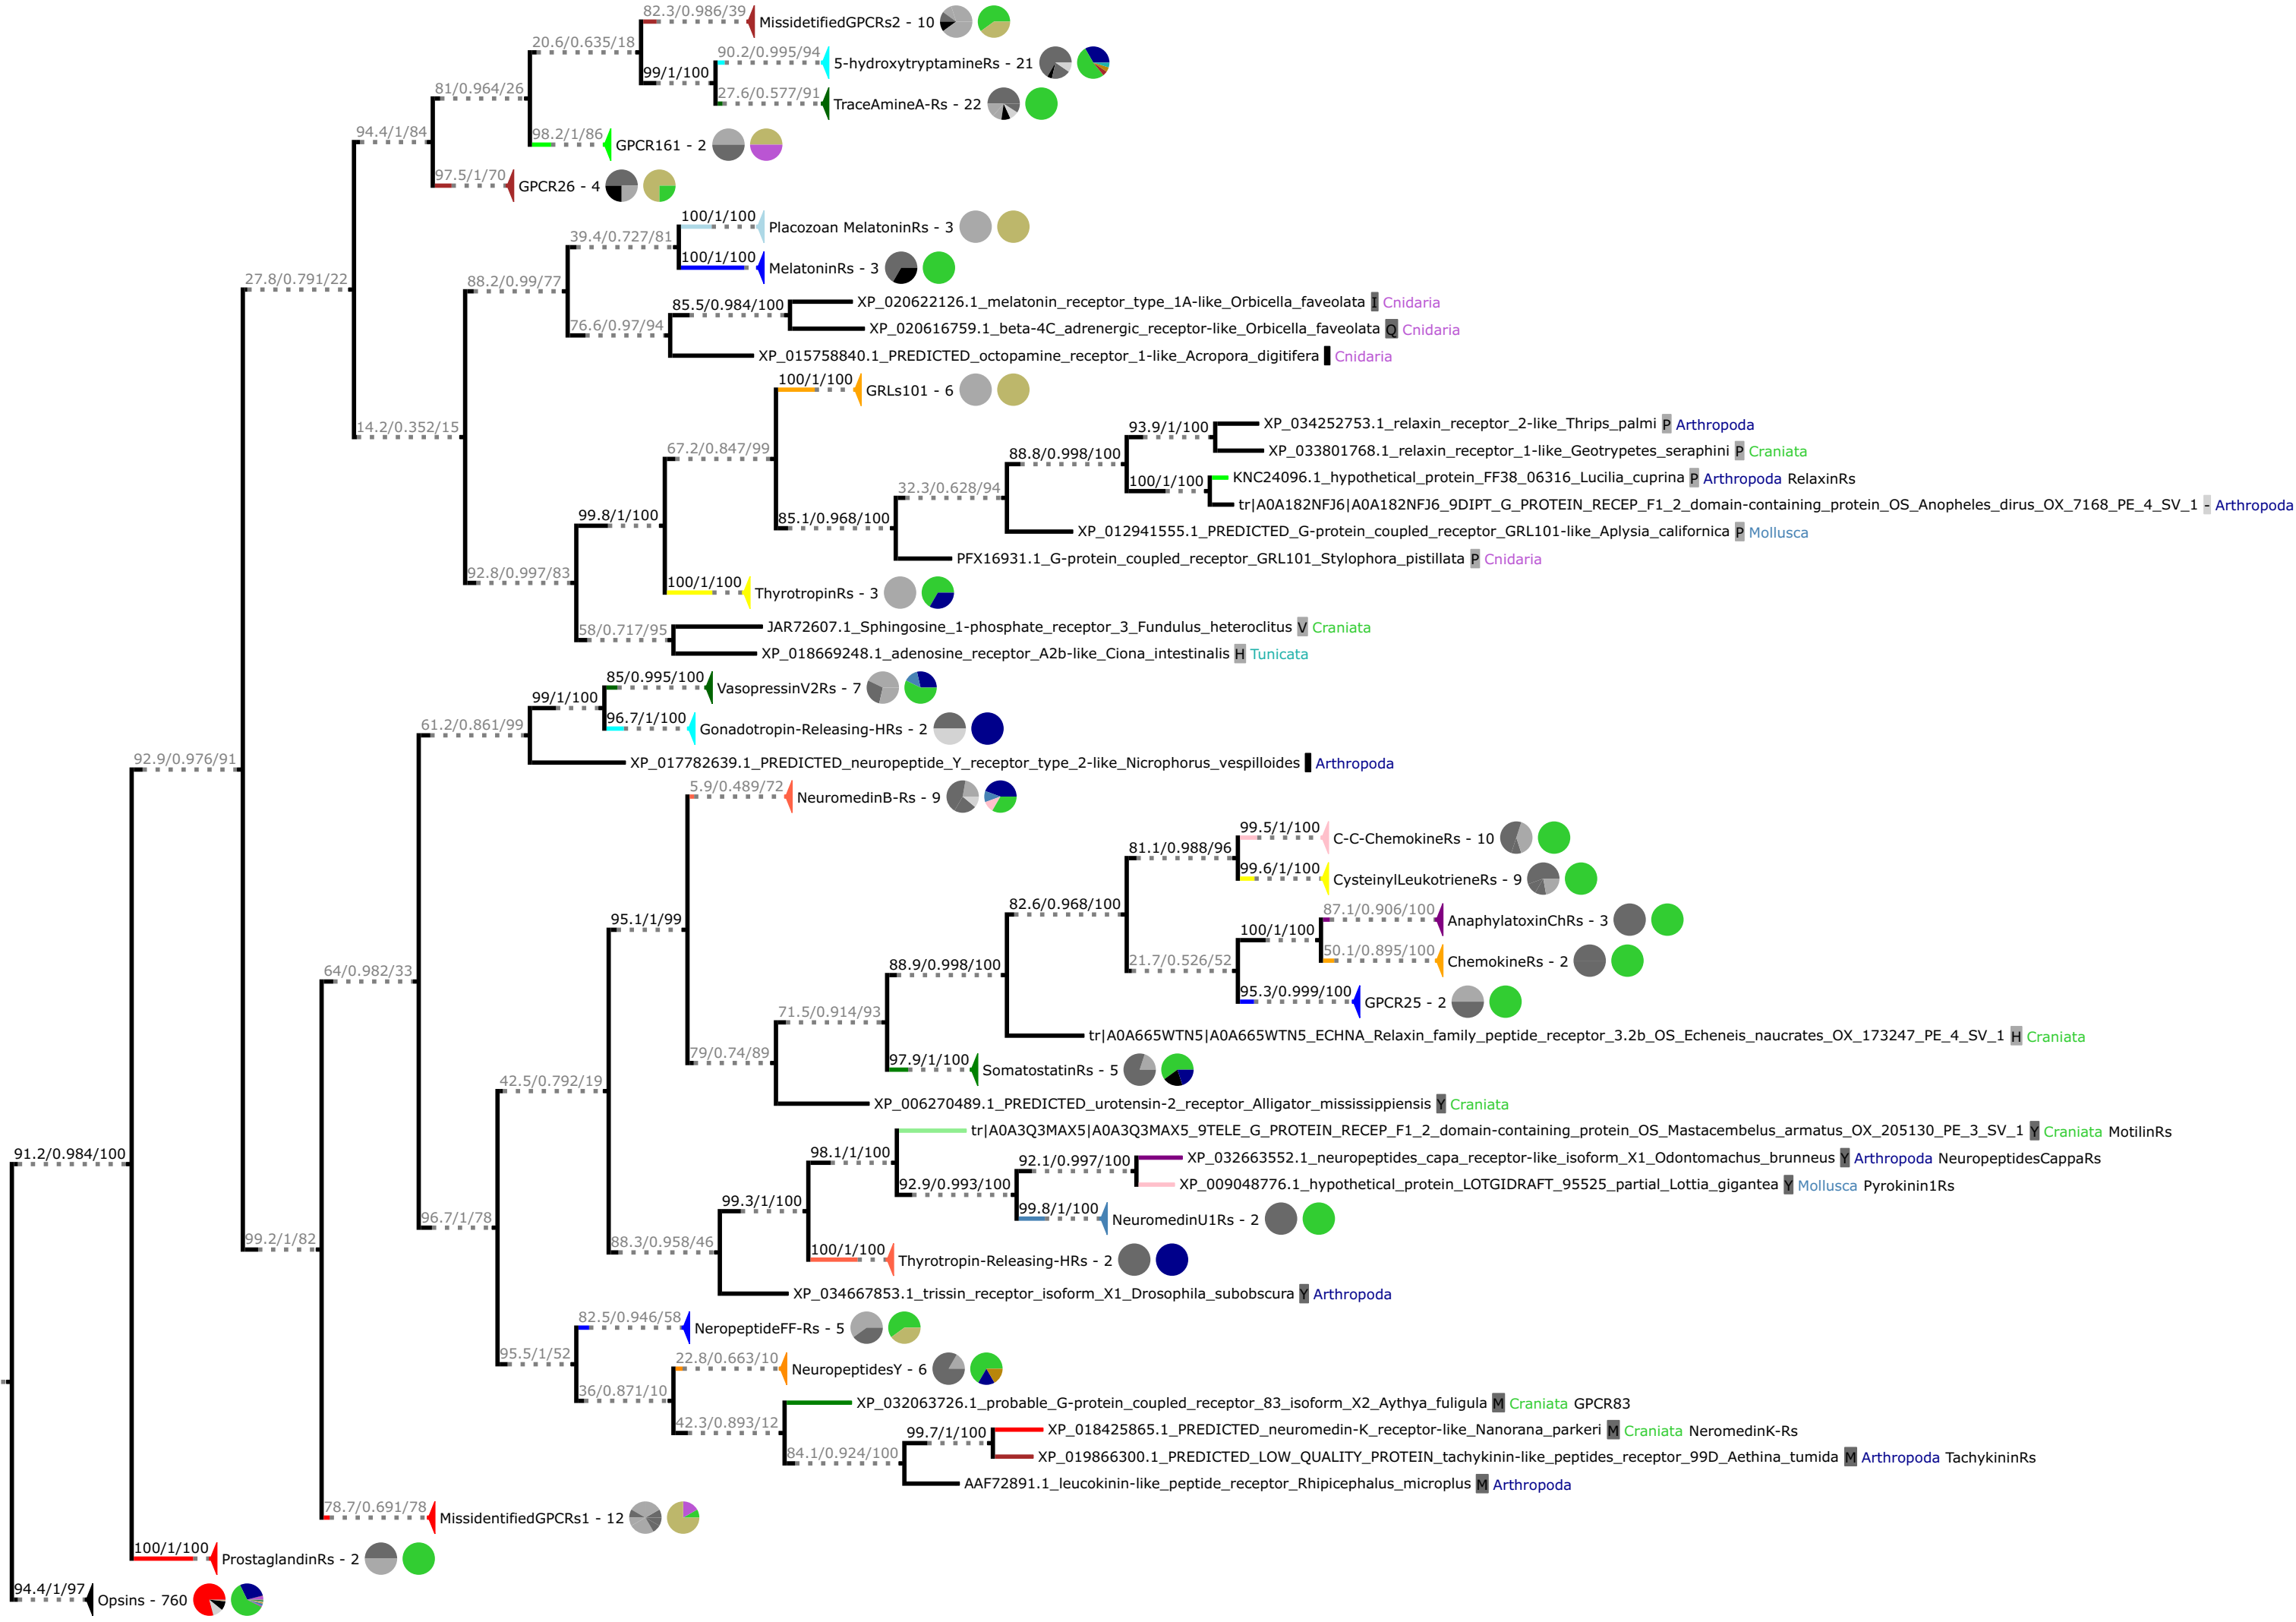 82.3/0.986/39
MissidetifiedGPCRs2 - 10
20.6/0.635/18
90.2/0.995/94
5-hydroxytryptamineRs - 21
99/1/100
81/0.964/26
27.6/0.577/91
TraceAmineA-Rs - 22
94.4/1/84
98.2/1/86
GPCR161 - 2
97.5/1/70
GPCR26 - 4
100/1/100
Placozoan MelatoninRs - 3
39.4/0.727/81
100/1/100
MelatoninRs - 3
27.8/0.791/22
88.2/0.99/77
85.5/0.984/100
XP_020622126.1_melatonin_receptor_type_1A-like_Orbicella_faveolata I Cnidaria
76.6/0.97/94
XP_020616759.1_beta-4C_adrenergic_receptor-like_Orbicella_faveolata Q Cnidaria
XP_015758840.1_PREDICTED_octopamine_receptor_1-like_Acropora_digitifera Cnidaria
100/1/100
GRLs101 - 6
14.2/0.352/15
93.9/1/100
XP_034252753.1_relaxin_receptor_2-like_Thrips_palmi P Arthropoda
67.2/0.847/99
88.8/0.998/100
XP_033801768.1_relaxin_receptor_1-like_Geotrypetes_seraphini P Craniata
100/1/100
KNC24096.1_hypothetical_protein_FF38_06316_Lucilia_cuprina P Arthropoda RelaxinRs
32.3/0.628/94
tr|A0A182NFJ6|A0A182NFJ6_9DIPT_G_PROTEIN_RECEP_F1_2_domain-containing_protein_OS_Anopheles_dirus_OX_7168_PE_4_SV_1 - Arthropoda
99.8/1/100
85.1/0.968/100
XP_012941555.1_PREDICTED_G-protein_coupled_receptor_GRL101-like_Aplysia_californica P Mollusca
PFX16931.1_G-protein_coupled_receptor_GRL101_Stylophora_pistillata P Cnidaria
92.8/0.997/83
100/1/100
ThyrotropinRs - 3
58/0.717/95
JAR72607.1_Sphingosine_1-phosphate_receptor_3_Fundulus_heteroclitus V Craniata
XP_018669248.1_adenosine_receptor_A2b-like_Ciona_intestinalis H Tunicata
85/0.995/100
VasopressinV2Rs - 7
99/1/100
96.7/1/100
Gonadotropin-Releasing-HRs - 2
61.2/0.861/99
XP_017782639.1_PREDICTED_neuropeptide_Y_receptor_type_2-like_Nicrophorus_vespilloides Arthropoda
92.9/0.976/91
5.9/0.489/72
NeuromedinB-Rs - 9
99.5/1/100
C-C-ChemokineRs - 10
81.1/0.988/96
99.6/1/100
CysteinylLeukotrieneRs - 9
82.6/0.968/100
87.1/0.906/100
AnaphylatoxinChRs - 3
95.1/1/99
100/1/100
50.1/0.895/100
ChemokineRs - 2
21.7/0.526/52
88.9/0.998/100
64/0.982/33
95.3/0.999/100
GPCR25 - 2
71.5/0.914/93
tr|A0A665WTN5|A0A665WTN5_ECHNA_Relaxin_family_peptide_receptor_3.2b_OS_Echeneis_naucrates_OX_173247_PE_4_SV_1 H Craniata
79/0.74/89
97.9/1/100
SomatostatinRs - 5
42.5/0.792/19
XP_006270489.1_PREDICTED_urotensin-2_receptor_Alligator_mississippiensis Y Craniata
tr|A0A3Q3MAX5|A0A3Q3MAX5_9TELE_G_PROTEIN_RECEP_F1_2_domain-containing_protein_OS_Mastacembelus_armatus_OX_205130_PE_3_SV_1 Y Craniata MotilinRs
91.2/0.984/100
98.1/1/100
92.1/0.997/100
XP_032663552.1_neuropeptides_capa_receptor-like_isoform_X1_Odontomachus_brunneus Y Arthropoda NeuropeptidesCappaRs
92.9/0.993/100
XP_009048776.1_hypothetical_protein_LOTGIDRAFT_95525_partial_Lottia_gigantea Y Mollusca Pyrokinin1Rs
99.3/1/100
99.8/1/100
NeuromedinU1Rs - 2
96.7/1/78
88.3/0.958/46
100/1/100
Thyrotropin-Releasing-HRs - 2
99.2/1/82
XP_034667853.1_trissin_receptor_isoform_X1_Drosophila_subobscura Y Arthropoda
82.5/0.946/58
NeropeptideFF-Rs - 5
95.5/1/52
22.8/0.663/10
NeuropeptidesY - 6
36/0.871/10
XP_032063726.1_probable_G-protein_coupled_receptor_83_isoform_X2_Aythya_fuligula M Craniata GPCR83
42.3/0.893/12
99.7/1/100
XP_018425865.1_PREDICTED_neuromedin-K_receptor-like_Nanorana_parkeri M Craniata NeromedinK-Rs
84.1/0.924/100
XP_019866300.1_PREDICTED_LOW_QUALITY_PROTEIN_tachykinin-like_peptides_receptor_99D_Aethina_tumida M Arthropoda TachykininRs
AAF72891.1_leucokinin-like_peptide_receptor_Rhipicephalus_microplus M Arthropoda
78.7/0.691/78
MissidentifiedGPCRs1 - 12
100/1/100
ProstaglandinRs - 2
94.4/1/97
Opsins - 760